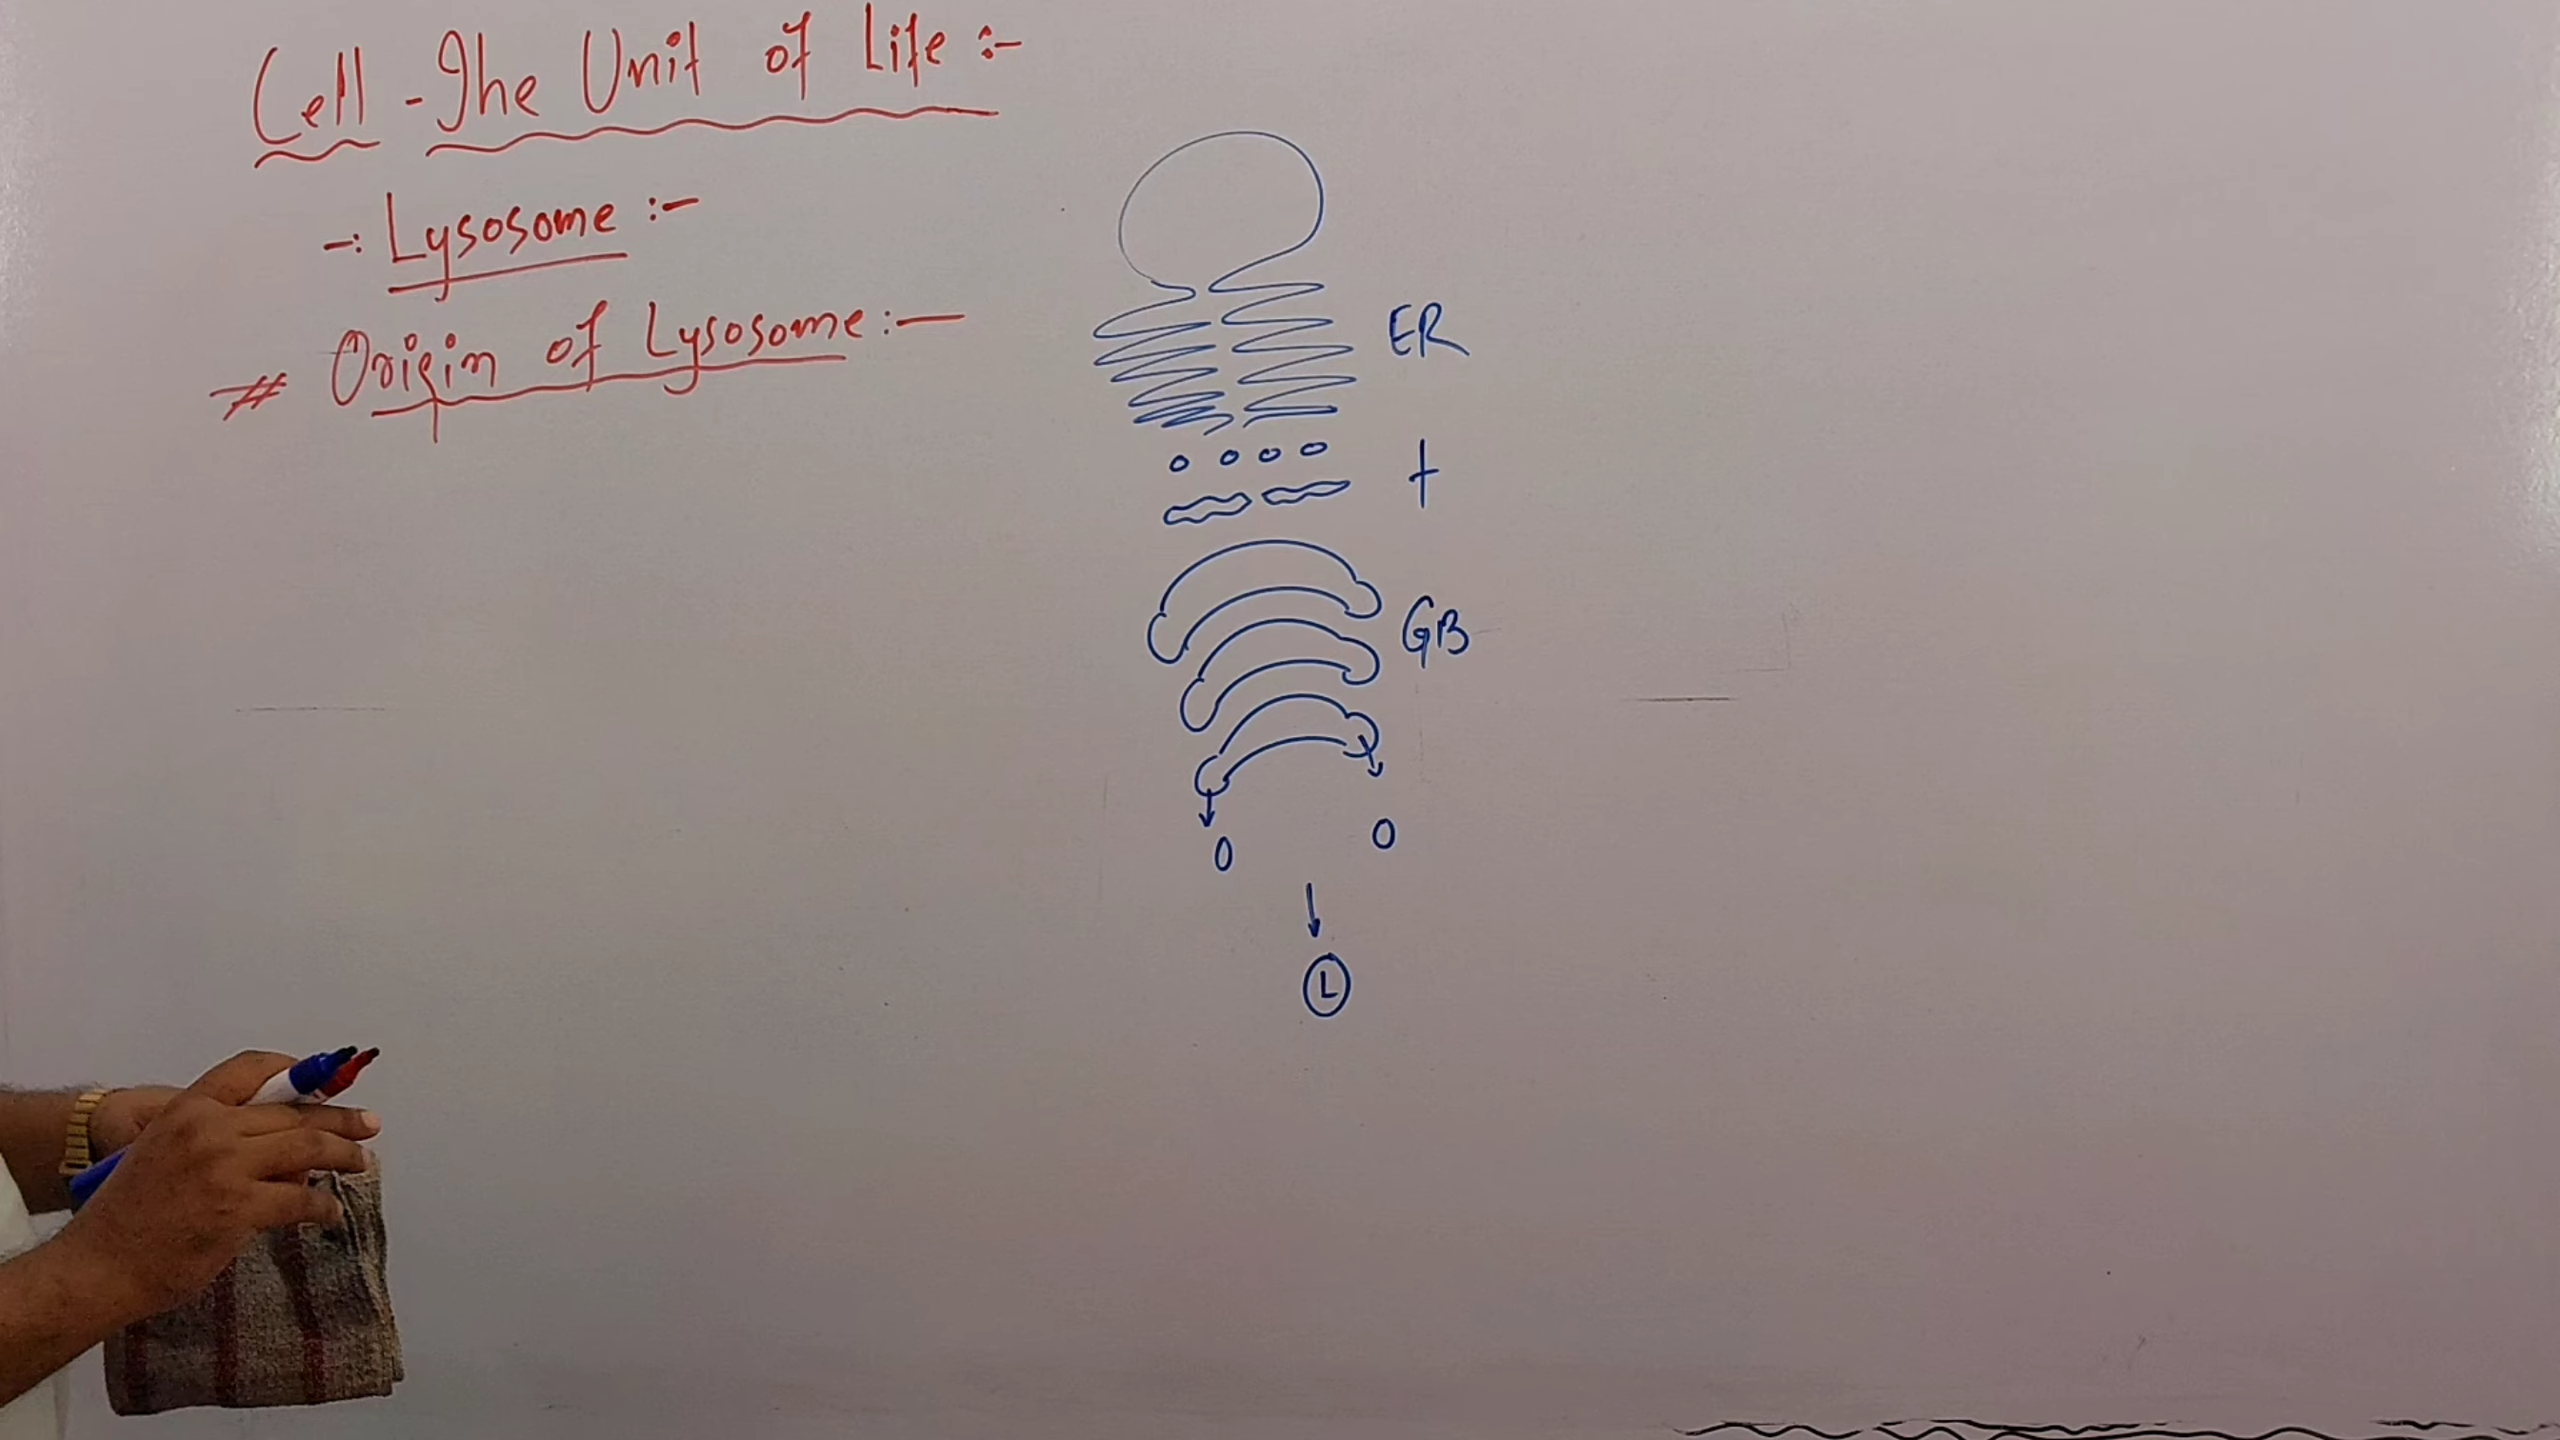 Cell - The Unit of Life :-
-: Lysosome :-
# Origin of Lysosome :-
ER
+
GB
L